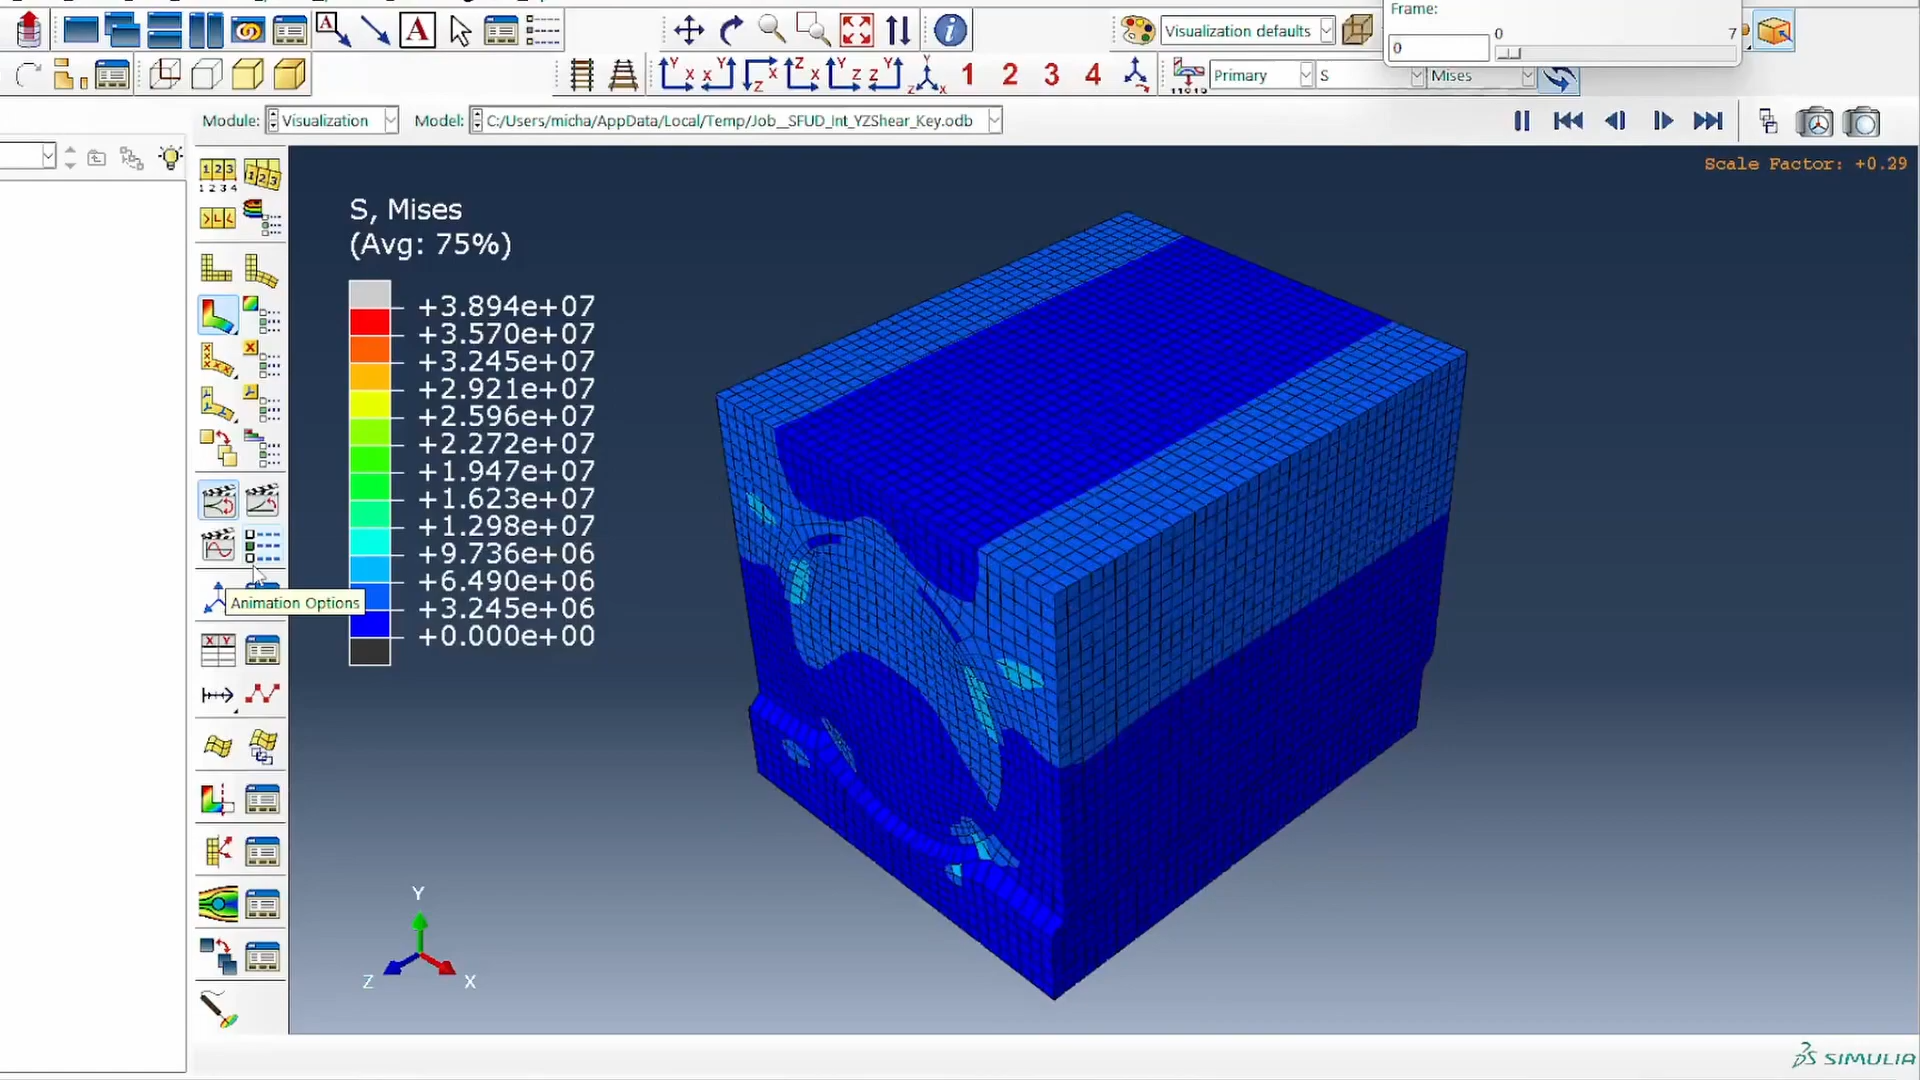 Frame:
0
0
7
A
Visualization defaults
1 2 3 4
Primary
S
Mises
Module:
Visualization
Model:
C:/Users/micha/AppData/Local/Temp/Job__SFUD_Int_YZShear_Key.odb
Scale Factor: +0.29
S, Mises
(Avg: 75%)
+3.894e+07
+3.570e+07
+3.245e+07
+2.921e+07
+2.596e+07
+2.272e+07
+1.947e+07
+1.623e+07
+1.298e+07
+9.736e+06
+6.490e+06
+3.245e+06
+0.000e+00
Animation Options
X Y
Y
Z
X
SIMULIA